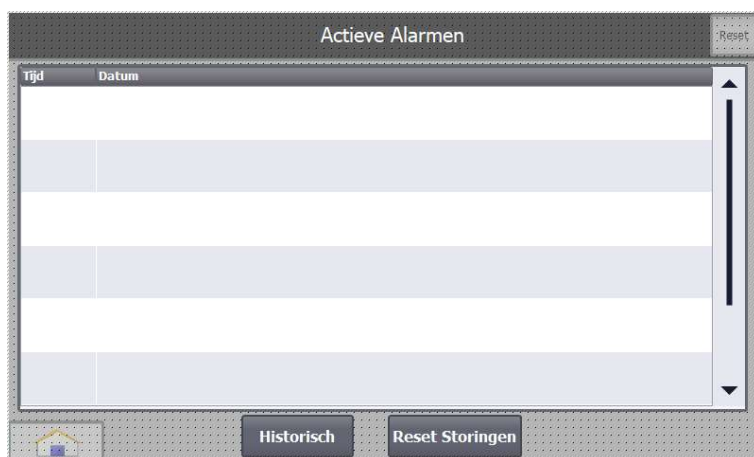 Actieve Alarmen
Reset
Tijd Datum
Historisch
Reset Storingen